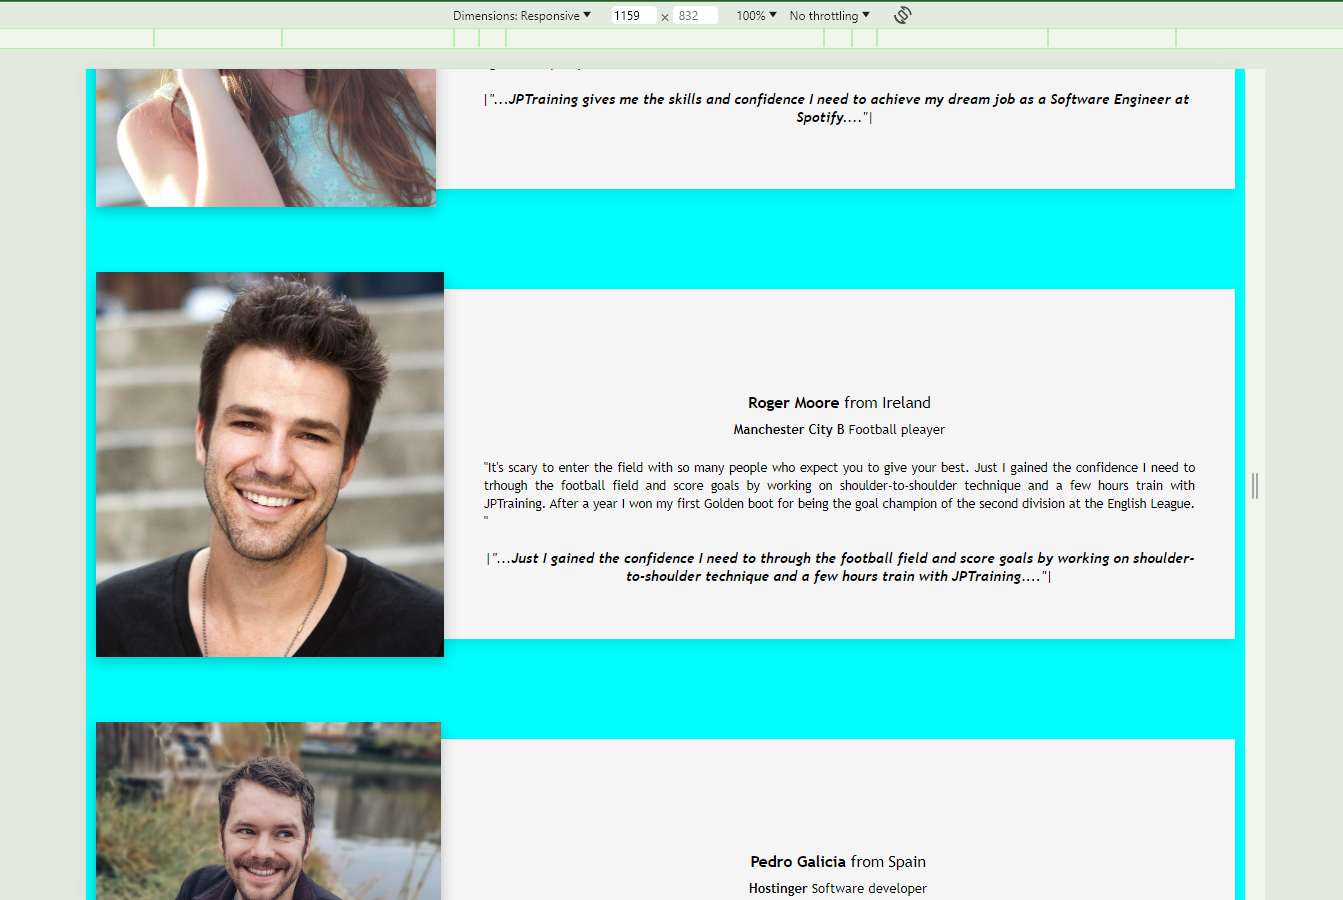 Dimensions: Responsive 1159 × 832 100% No throttling
|"...JPTraining gives me the skills and confidence I need to achieve my dream job as a Software Engineer at
Spotify...."|
Roger Moore from Ireland
Manchester City B Football pleayer
"It's scary to enter the field with so many people who expect you to give your best. Just I gained the confidence I need to
trhough the football field and score goals by working on shoulder-to-shoulder technique and a few hours train with
JPTraining. After a year I won my first Golden boot for being the goal champion of the second division at the English League.
"
|"...Just I gained the confidence I need to through the football field and score goals by working on shoulder-
to-shoulder technique and a few hours train with JPTraining...."|
Pedro Galicia from Spain
Hostinger Software developer